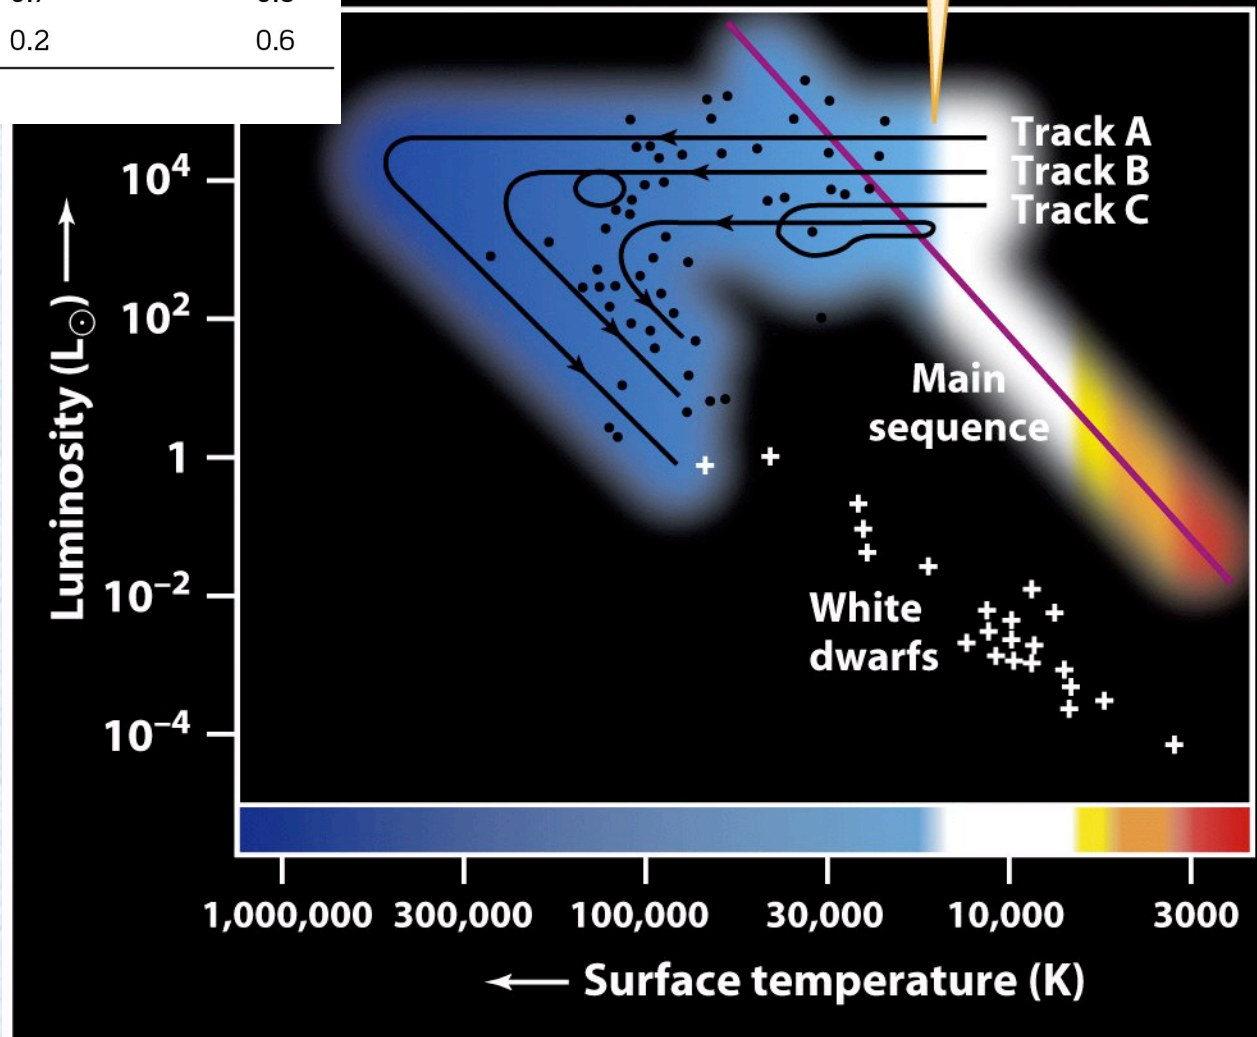 0.2 0.6
Track A
Track B
Track C
10⁴
10²
1
10⁻²
10⁻⁴
Luminosity (L☉) →
Main
sequence
White
dwarfs
1,000,000 300,000 100,000 30,000 10,000 3000
← Surface temperature (K)